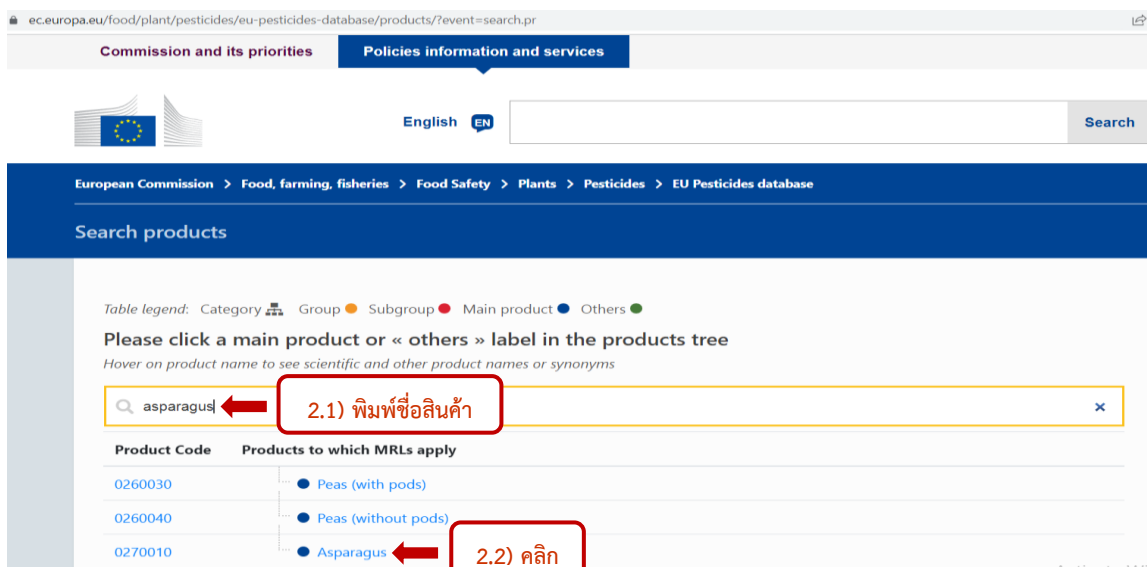 ec.europa.eu/food/plant/pesticides/eu-pesticides-database/products/?event=search.pr
Commission and its priorities Policies information and services
English EN Search
European Commission > Food, farming, fisheries > Food Safety > Plants > Pesticides > EU Pesticides database
Search products
Table legend: Category Group Subgroup Main product Others
Please click a main product or « others » label in the products tree
Hover on product name to see scientific and other product names or synonyms
asparagus 2.1) พิมพ์ชื่อสินค้า ×
Product Code Products to which MRLs apply
0260030 Peas (with pods)
0260040 Peas (without pods)
0270010 Asparagus 2.2) คลิก